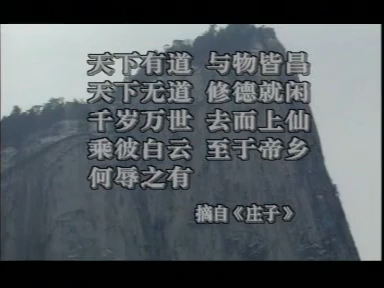 天下有道 与物皆昌
天下无道 修德就闲
千岁万世 去而上仙
乘彼白云 至于帝乡
何辱之有
摘自《庄子》